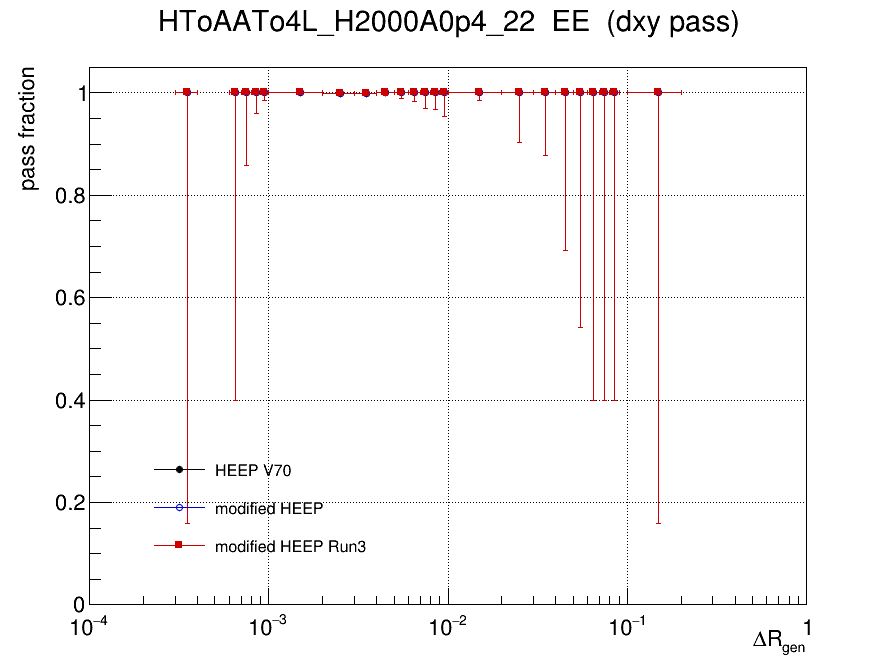 HToAATo4L_H2000A0p4_22 EE (dxy pass)
pass fraction
1
0.8
0.6
0.4
0.2
0
HEEP V70
modified HEEP
modified HEEP Run3
10⁻⁴ 10⁻³ 10⁻² 10⁻¹ 1
ΔR_gen